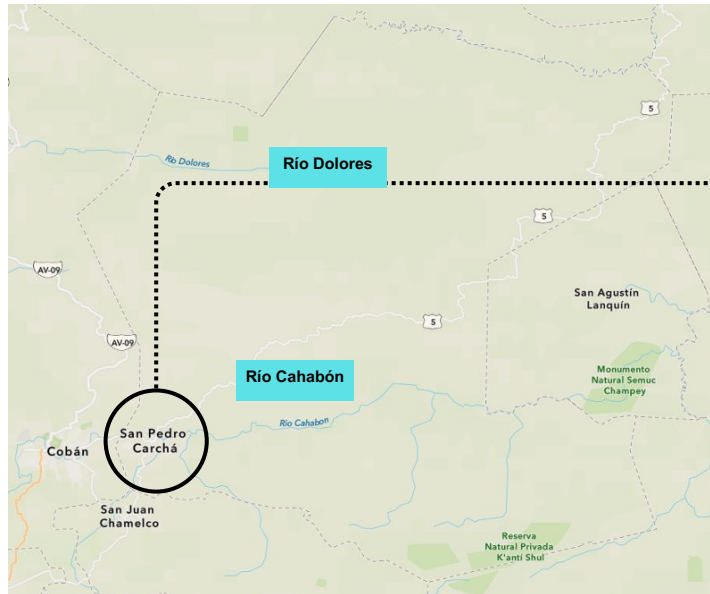 5
Río Dolores
Río Dolores
5
AV-09
San Agustín
Lanquín
5
AV-09
Río Cahabón
Monumento
Natural Semuc
Champey
Río Cahabon
San Pedro
Carchá
Cobán
San Juan
Chamelco
Reserva
Natural Privada
K'antí Shul